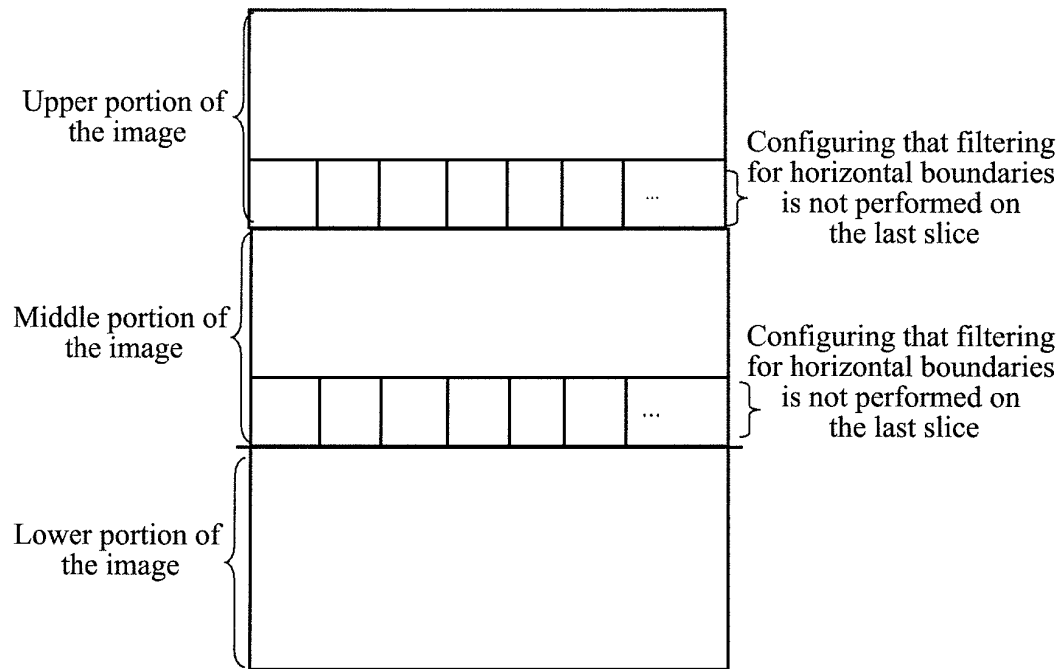 Upper portion of
the image
Configuring that filtering
for horizontal boundaries
is not performed on
the last slice
...
Middle portion of
the image
Configuring that filtering
for horizontal boundaries
is not performed on
the last slice
...
Lower portion of
the image